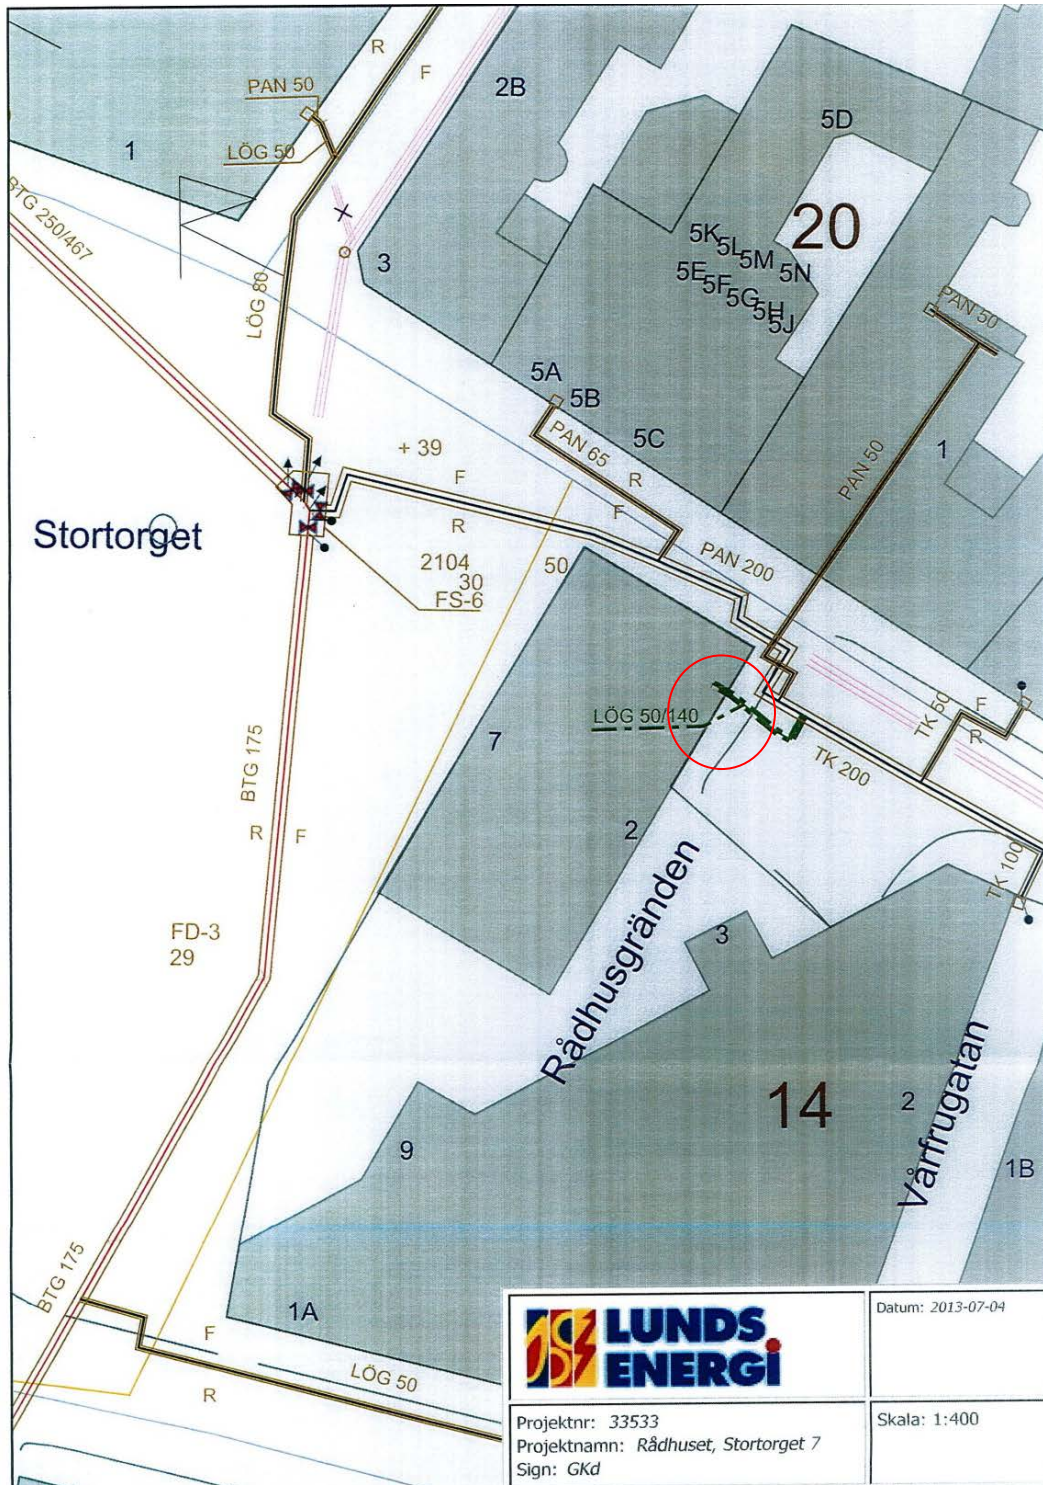 R
F
PAN 50
2B
5D
1
LÖG 50
BTG 250/467
20
5K
5L
5M
5N
3
5E
5F
5G
5H
5J
LÖG 80
PAN 50
5A
5B
5C
PAN 65
R
1
+ 39
F
PAN 50
F
Stortorget
R
2104
30
50
FS-6
PAN 200
LÖG 50/140
TK 50
F
R
7
TK 200
BTG 175
R
F
2
TK 100
Rådhusgränden
3
FD-3
29
14
2
Vårfrugatan
9
1B
BTG 175
1A
F
LÖG 50
R
LUNDS
ENERGI
Datum: 2013-07-04
Projektnr: 33533
Projektnamn: Rådhuset, Stortorget 7
Sign: GKd
Skala: 1:400